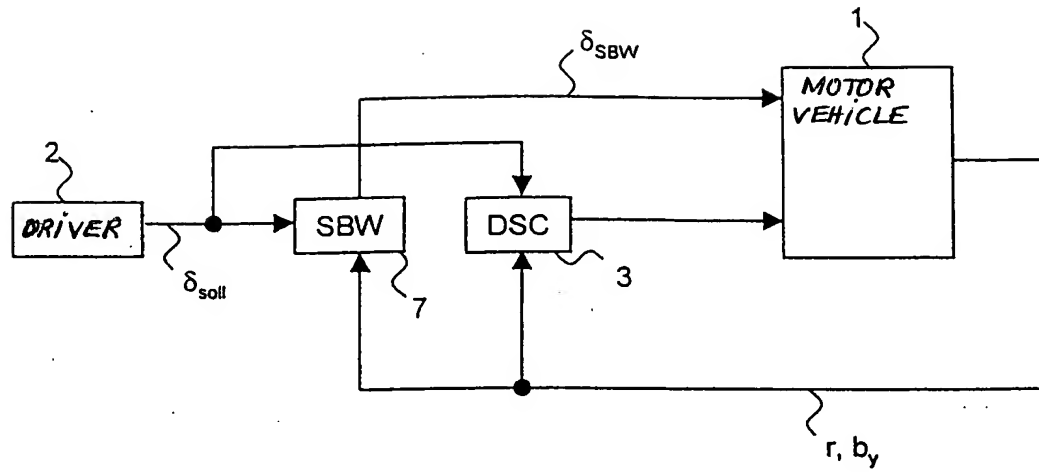 δSBW
1
MOTOR
VEHICLE
2
DRIVER
SBW
DSC
δsoll
7
3
r, by